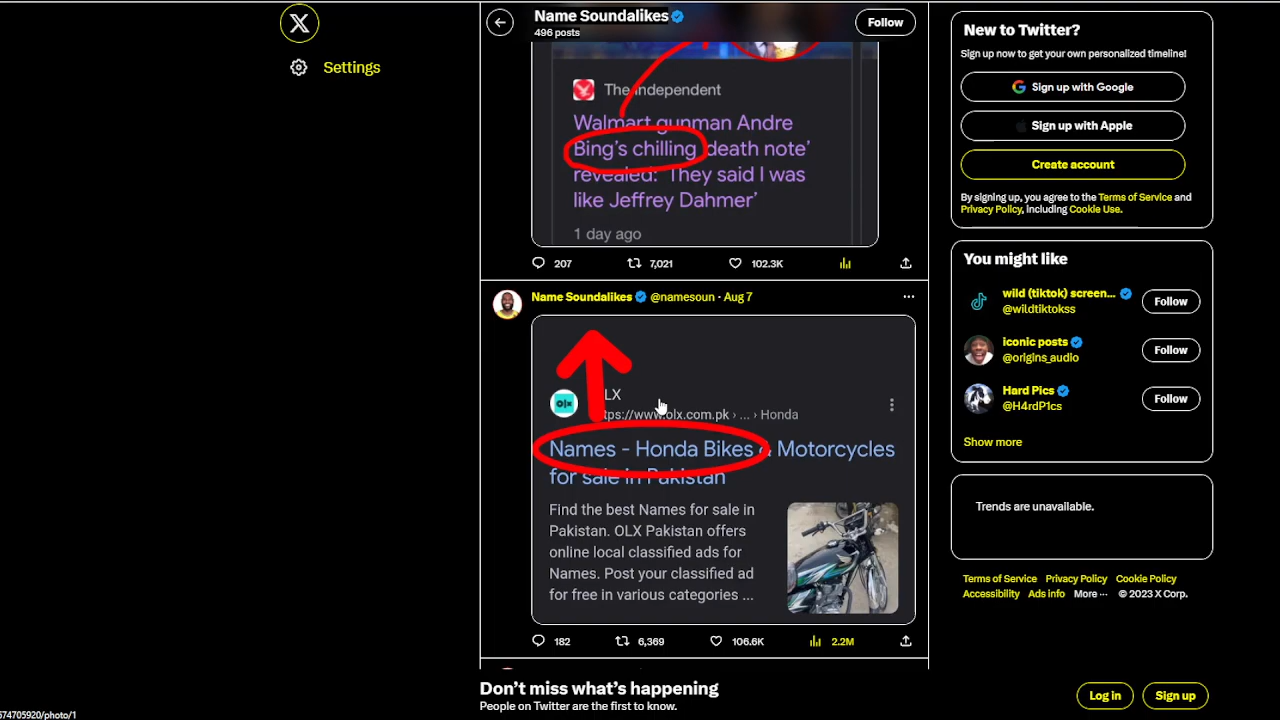 Name Soundalikes
496 posts
Follow
Settings
The Independent
Walmart gunman Andre
Bing's chilling 'death note'
revealed: 'They said I was
like Jeffrey Dahmer'
1 day ago
207 7,021 102.3K
Name Soundalikes @namesoun · Aug 7
OLX
https://www.olx.com.pk › ... › Honda
Names - Honda Bikes & Motorcycles
for sale in Pakistan
Find the best Names for sale in
Pakistan. OLX Pakistan offers
online local classified ads for
Names. Post your classified ad
for free in various categories ...
182 6,369 106.6K 2.2M
New to Twitter?
Sign up now to get your own personalized timeline!
Sign up with Google
Sign up with Apple
Create account
By signing up, you agree to the Terms of Service and
Privacy Policy, including Cookie Use.
You might like
wild (tiktok) screen...
@wildtiktokss
Follow
iconic posts
@origins_audio
Follow
Hard Pics
@H4rdP1cs
Follow
Show more
Trends are unavailable.
Terms of Service Privacy Policy Cookie Policy
Accessibility Ads info More ··· © 2023 X Corp.
Don't miss what's happening
People on Twitter are the first to know.
Log in
Sign up
574705920/photo/1